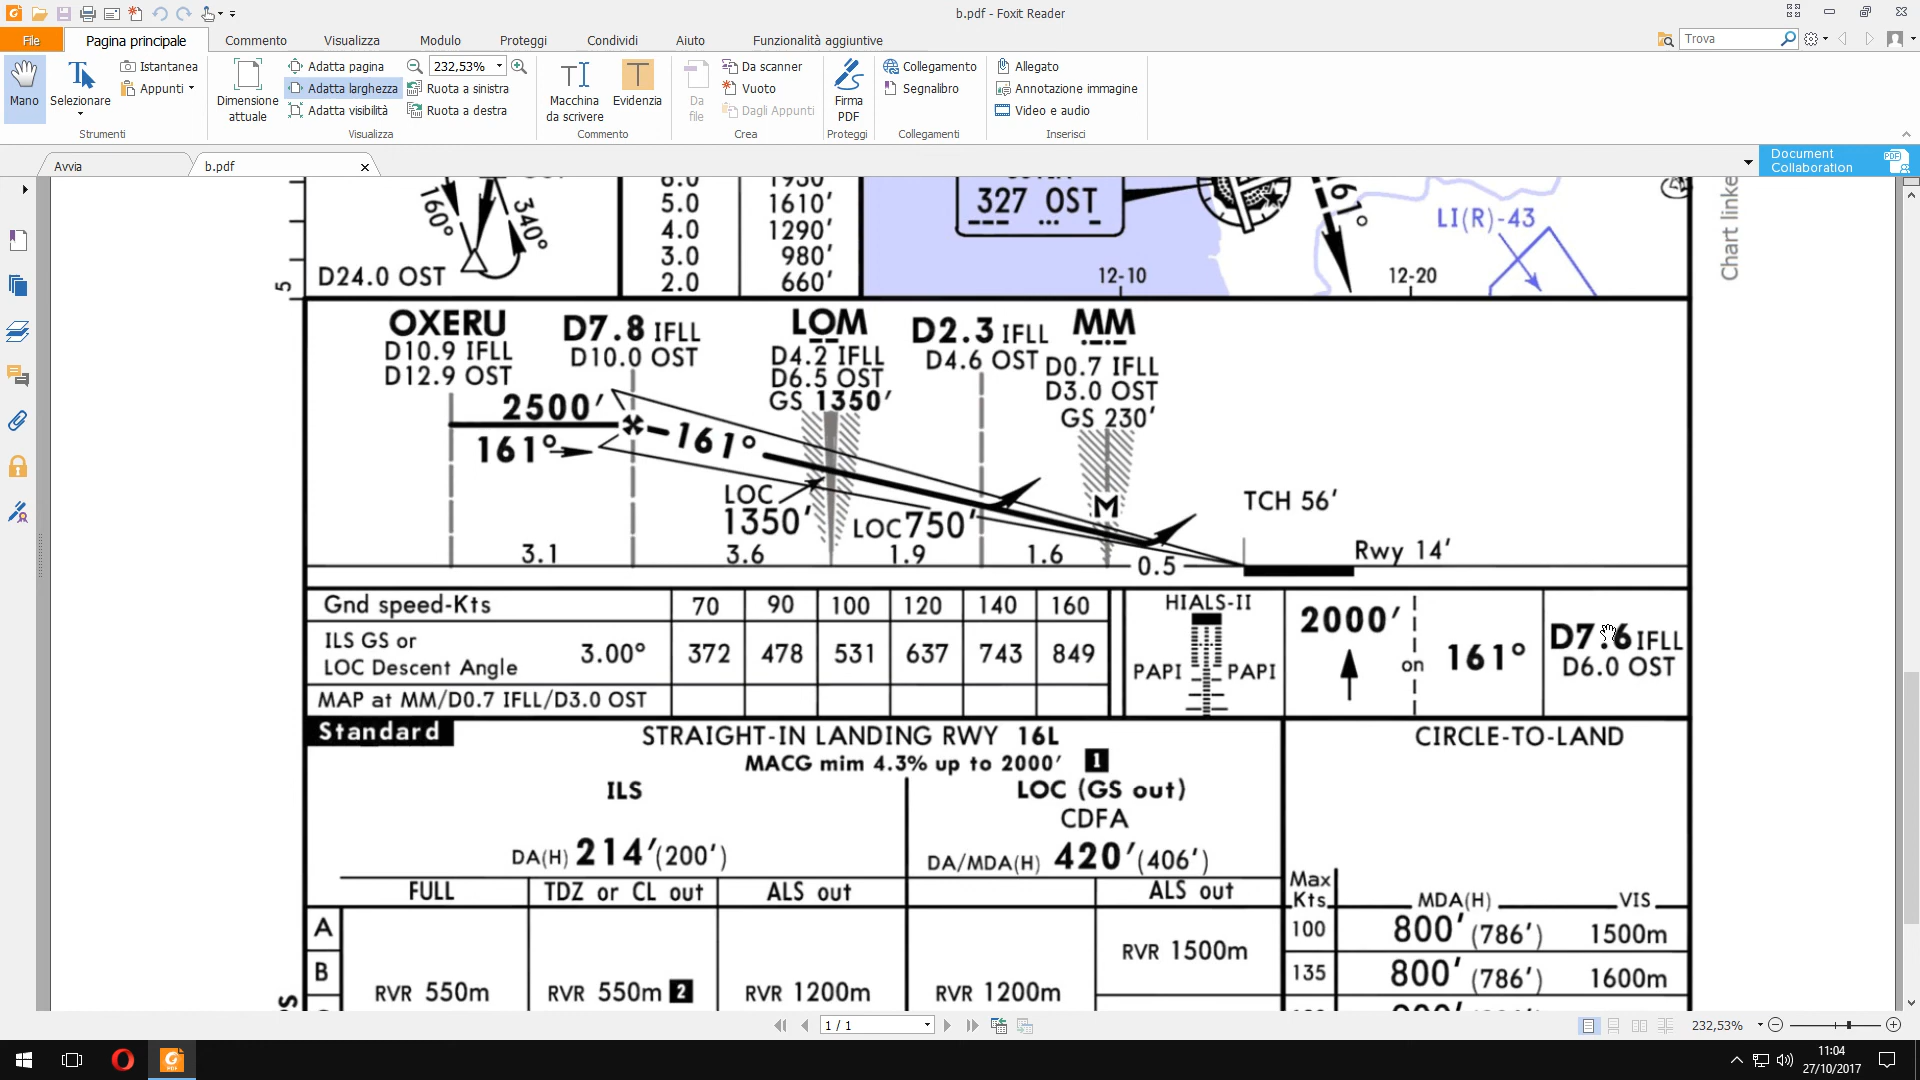 b.pdf - Foxit Reader
File
Pagina principale
Commento
Visualizza
Modulo
Proteggi
Condividi
Aiuto
Funzionalità aggiuntive
Trova
Mano
Selezionare
Istantanea
Appunti
Strumenti
Dimensione
attuale
Adatta pagina
Adatta larghezza
Adatta visibilità
232,53%
Ruota a sinistra
Ruota a destra
Visualizza
Macchina
da scrivere
Evidenzia
Commento
Da
file
Da scanner
Vuoto
Dagli Appunti
Crea
Firma
PDF
Proteggi
Collegamento
Segnalibro
Collegamenti
Allegato
Annotazione immagine
Video e audio
Inserisci
Avvia
b.pdf
Document
Collaboration
160°
340°
D24.0 OST
5
5.0 1610'
4.0 1290'
3.0 980'
2.0 660'
327 OST
161°
LI(R)-43
12-10
12-20
Chart linke
OXERU
D10.9 IFLL
D12.9 OST
D7.8 IFLL
D10.0 OST
LOM
D4.2 IFLL
D6.5 OST
GS 1350'
D2.3 IFLL
D4.6 OST
MM
D0.7 IFLL
D3.0 OST
GS 230'
2500'
161°
161°
LOC
1350'
LOC 750'
M
TCH 56'
Rwy 14'
3.1
3.6
1.9
1.6
0.5
Gnd speed-Kts 70 90 100 120 140 160
ILS GS or
LOC Descent Angle 3.00° 372 478 531 637 743 849
MAP at MM/D0.7 IFLL/D3.0 OST
HIALS-II
PAPI PAPI
2000'
on
161°
D7.6 IFLL
D6.0 OST
Standard
STRAIGHT-IN LANDING RWY 16L
MACG mim 4.3% up to 2000' 1
ILS
DA(H) 214'(200')
LOC (GS out)
CDFA
DA/MDA(H) 420'(406')
CIRCLE-TO-LAND
FULL
TDZ or CL out
ALS out
ALS out
Max
Kts
MDA(H)
VIS
A
B
RVR 550m
RVR 550m 2
RVR 1200m
RVR 1200m
RVR 1500m
100 800' (786') 1500m
135 800' (786') 1600m
1 / 1
232,53%
11:04
27/10/2017